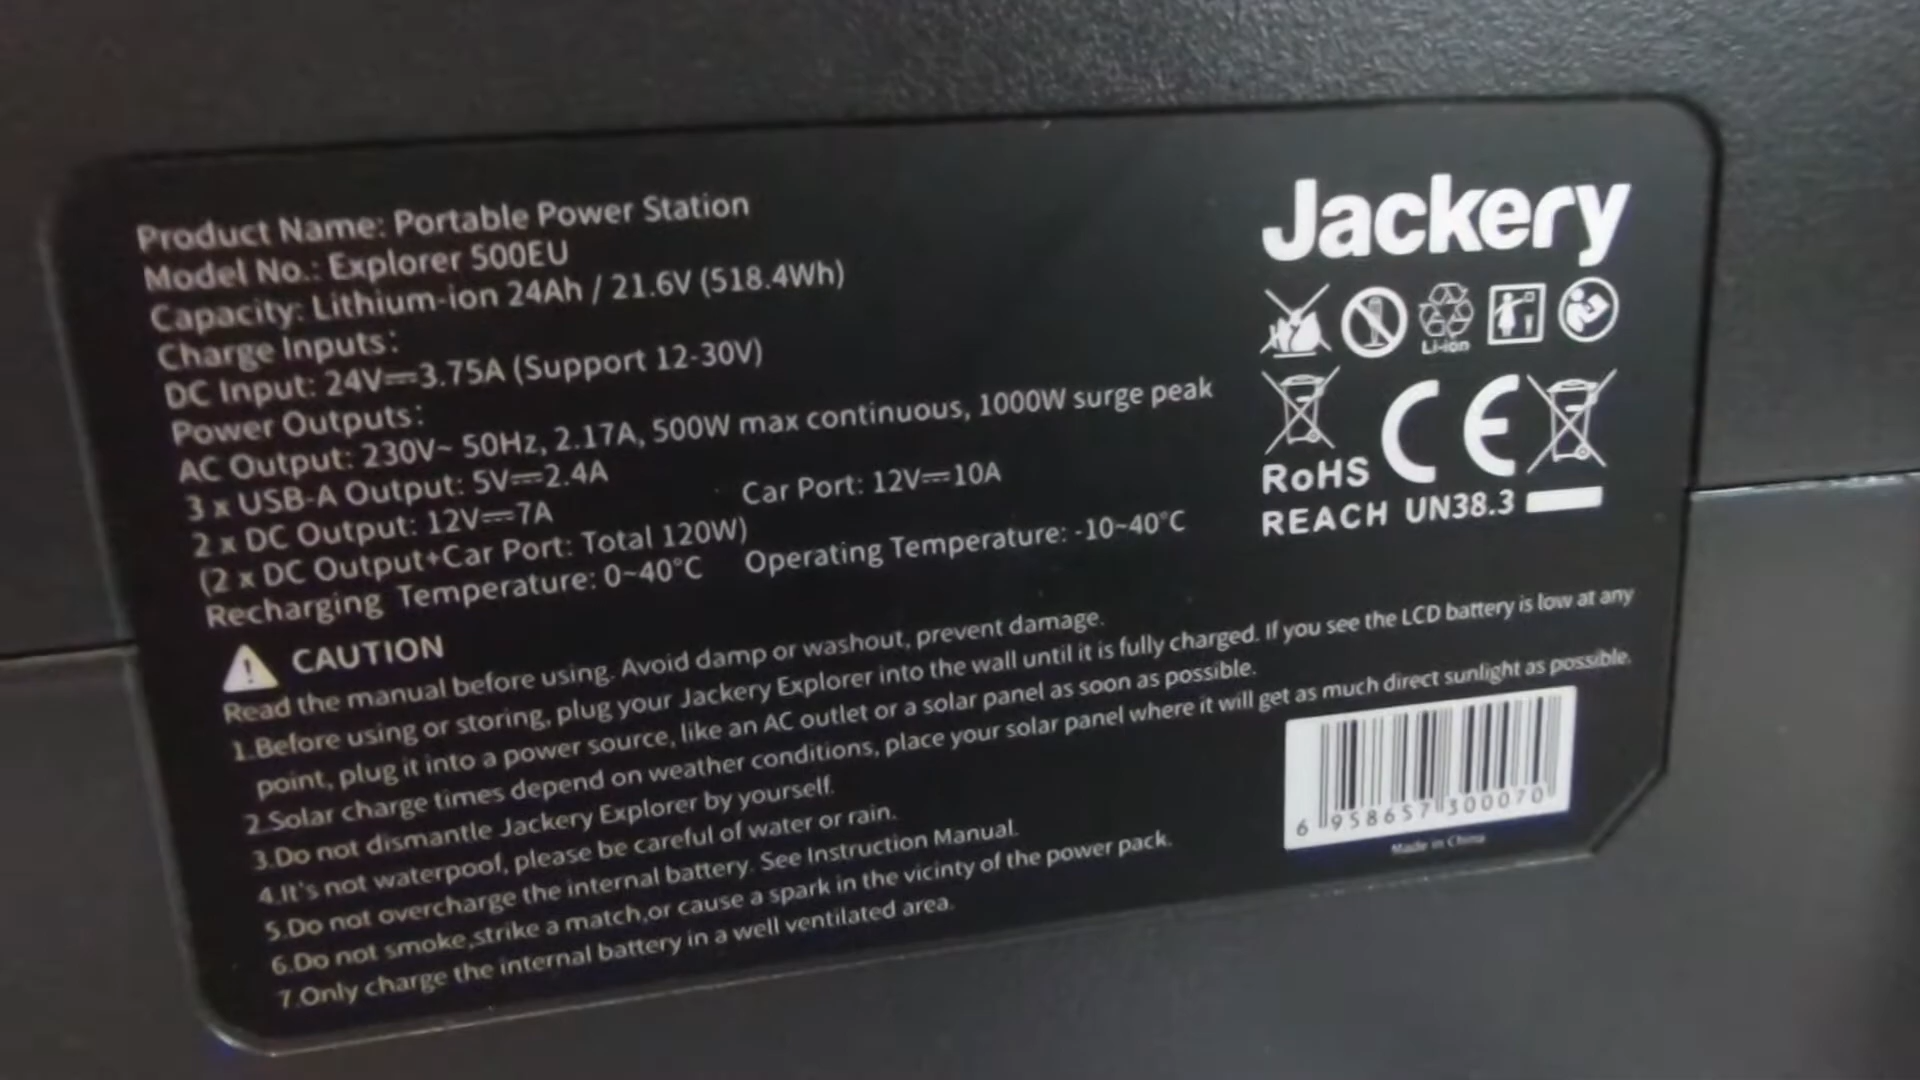 Product Name: Portable Power Station
Model No.: Explorer 500EU
Capacity: Lithium-ion 24Ah / 21.6V (518.4Wh)
Charge Inputs:
DC Input: 24V⎓3.75A (Support 12-30V)
Power Outputs:
AC Output: 230V~ 50Hz, 2.17A, 500W max continuous, 1000W surge peak
3 x USB-A Output: 5V⎓2.4A
2 x DC Output: 12V⎓7A Car Port: 12V⎓10A
(2 x DC Output+Car Port: Total 120W)
Recharging Temperature: 0~40°C Operating Temperature: -10~40°C
Jackery
Li-ion
RoHS CE
REACH UN38.3
CAUTION
Read the manual before using. Avoid damp or washout, prevent damage.
1.Before using or storing, plug your Jackery Explorer into the wall until it is fully charged. If you see the LCD battery is low at any
point, plug it into a power source, like an AC outlet or a solar panel as soon as possible.
2.Solar charge times depend on weather conditions, place your solar panel where it will get as much direct sunlight as possible.
3.Do not dismantle Jackery Explorer by yourself.
4.It's not waterpoof, please be careful of water or rain.
5.Do not overcharge the internal battery. See Instruction Manual.
6.Do not smoke,strike a match,or cause a spark in the vicinty of the power pack.
7.Only charge the internal battery in a well ventilated area.
6 958657 300070
Made in China